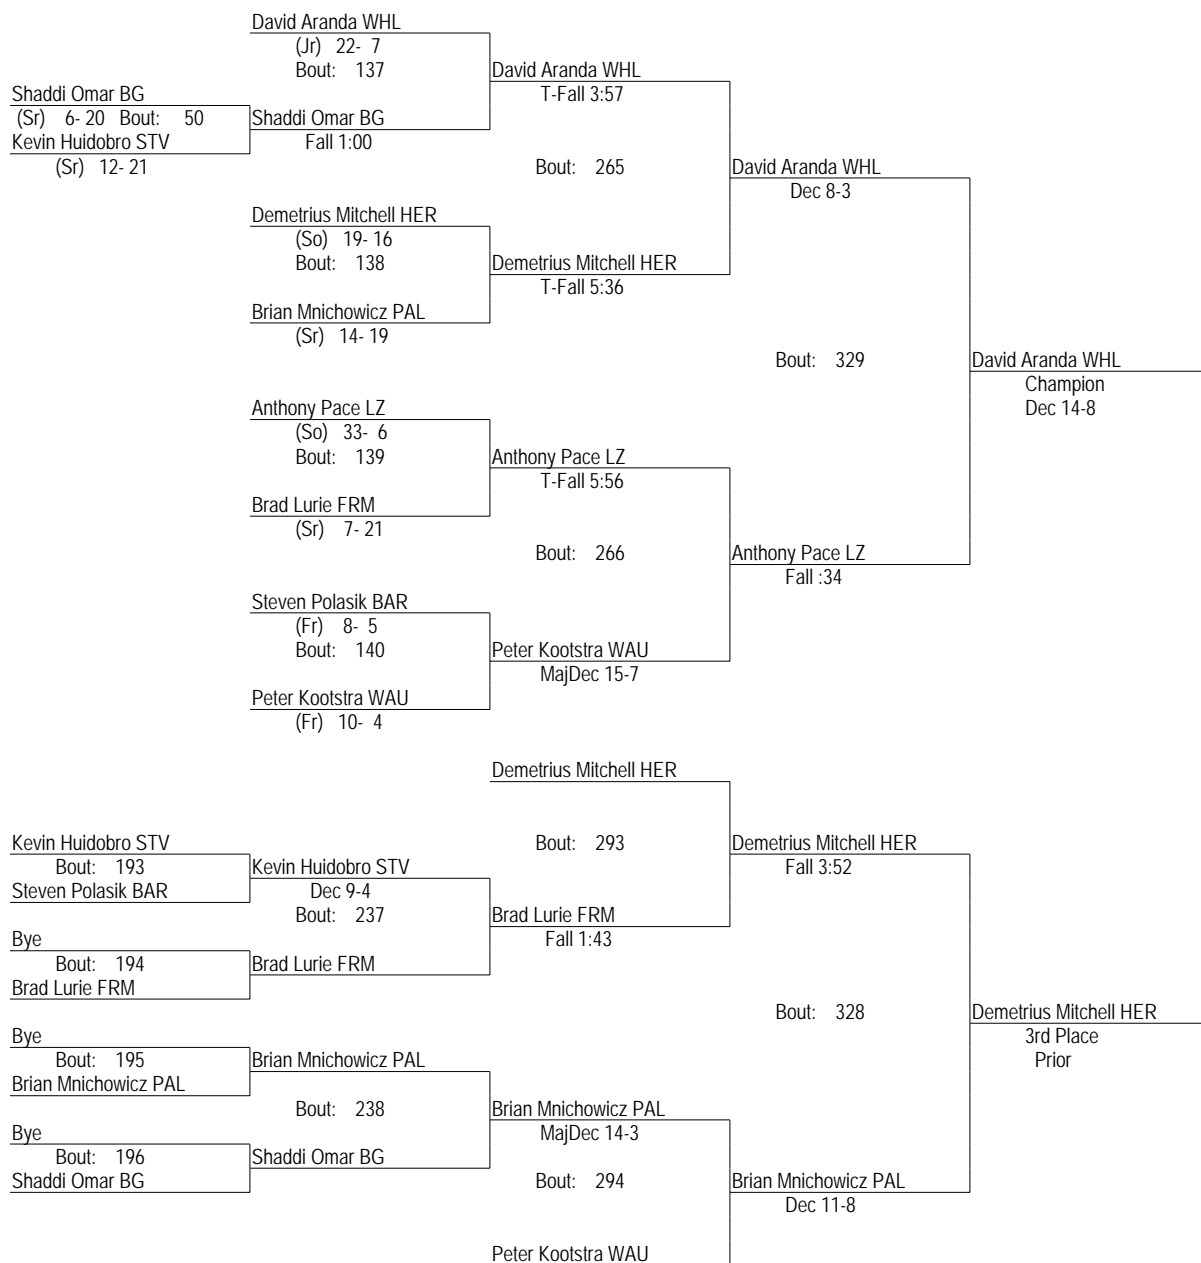 David Aranda WHL
(Jr) 22- 7
Bout: 137
David Aranda WHL
T-Fall 3:57
Shaddi Omar BG
(Sr) 6- 20 Bout: 50
Shaddi Omar BG
Kevin Huidobro STV
Fall 1:00
(Sr) 12- 21
Bout: 265
David Aranda WHL
Dec 8-3
Demetrius Mitchell HER
(So) 19- 16
Bout: 138
Demetrius Mitchell HER
T-Fall 5:36
Brian Mnichowicz PAL
(Sr) 14- 19
Bout: 329
David Aranda WHL
Champion
Dec 14-8
Anthony Pace LZ
(So) 33- 6
Bout: 139
Anthony Pace LZ
T-Fall 5:56
Brad Lurie FRM
(Sr) 7- 21
Bout: 266
Anthony Pace LZ
Fall :34
Steven Polasik BAR
(Fr) 8- 5
Bout: 140
Peter Kootstra WAU
MajDec 15-7
Peter Kootstra WAU
(Fr) 10- 4
Demetrius Mitchell HER
Kevin Huidobro STV
Bout: 293
Demetrius Mitchell HER
Bout: 193
Kevin Huidobro STV
Fall 3:52
Steven Polasik BAR
Dec 9-4
Bout: 237
Brad Lurie FRM
Fall 1:43
Bye
Bout: 194
Brad Lurie FRM
Brad Lurie FRM
Bout: 328
Demetrius Mitchell HER
3rd Place
Prior
Bye
Bout: 195
Brian Mnichowicz PAL
Brian Mnichowicz PAL
Bout: 238
Brian Mnichowicz PAL
MajDec 14-3
Bye
Bout: 196
Shaddi Omar BG
Shaddi Omar BG
Bout: 294
Brian Mnichowicz PAL
Dec 11-8
Peter Kootstra WAU